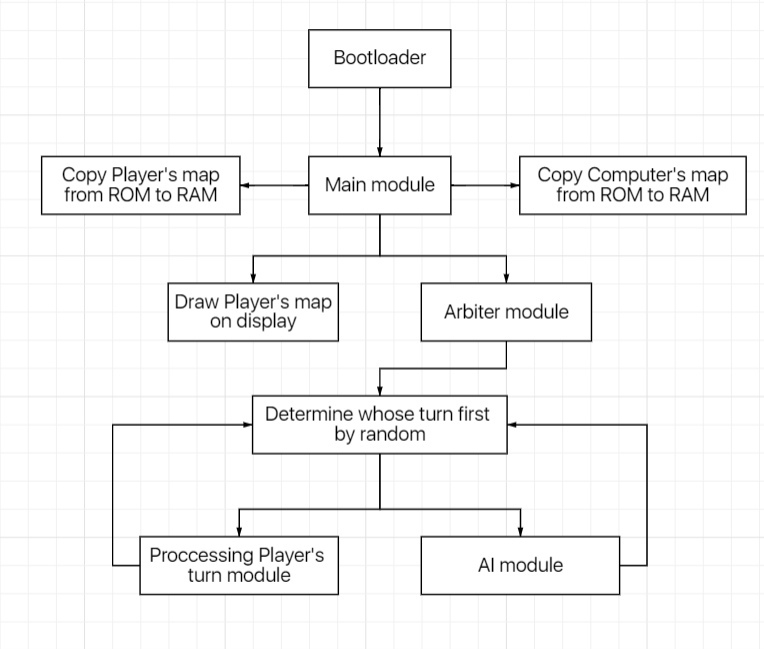 Bootloader
Copy Player's map
from ROM to RAM
Main module
Copy Computer's map
from ROM to RAM
Draw Player's map
on display
Arbiter module
Determine whose turn first
by random
Proccessing Player's
turn module
AI module